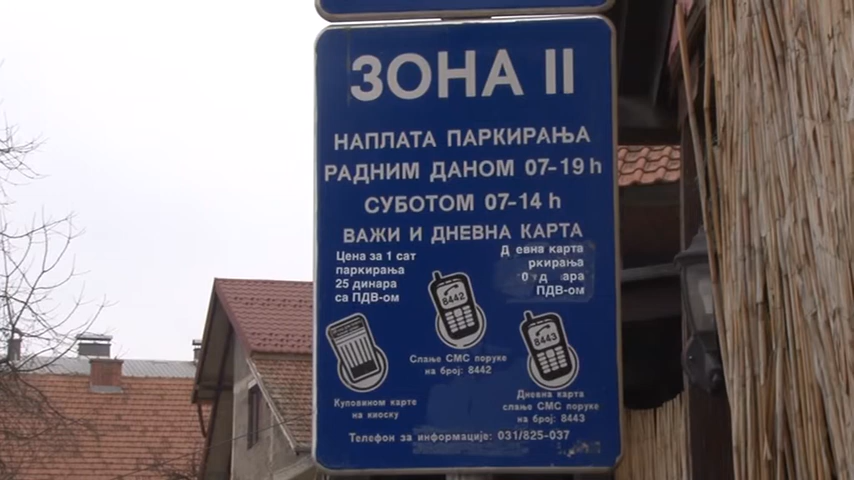 ЗОНА II
НАПЛАТА ПАРКИРАЊА
РАДНИМ ДАНОМ 07-19 h
СУБОТОМ 07-14 h
ВАЖИ И ДНЕВНА КАРТА
Цена за 1 сат
паркирања
25 динара
са ПДВ-ом
карта
ПДВ-ом
8442
8443
Куповином карте
на киоску
Слање СМС поруке
на број: 8442
Дневна карта
слање СМС поруке
на број: 8443
Телефон за информације: 031/825-037